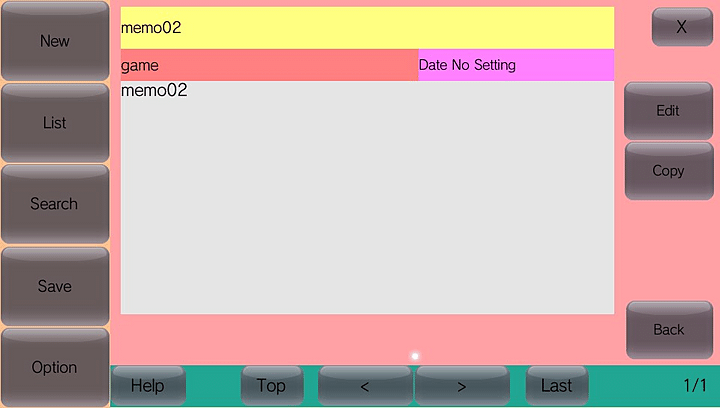 New
memo02
X
game
Date No Setting
memo02
List
Edit
Copy
Search
Save
Back
Option
Help
Top
<
>
Last
1/1